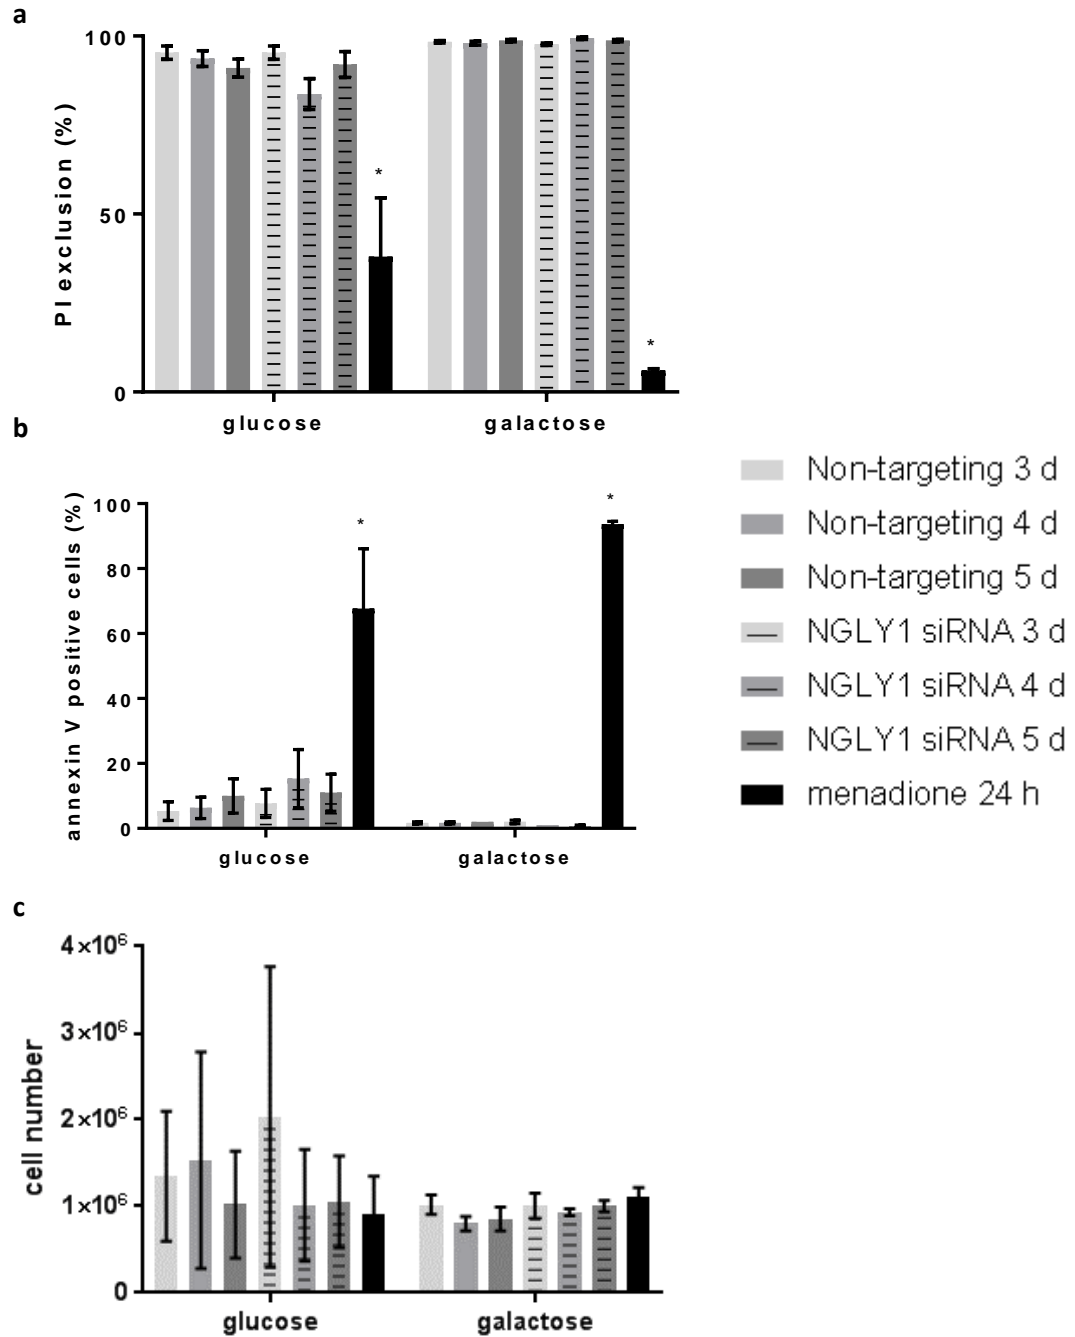 a
PI exclusion (%)
100
50
0
*
*
glucose
galactose
b
annexin V positive cells (%)
100
80
60
40
20
0
*
*
glucose
galactose
Non-targeting 3 d
Non-targeting 4 d
Non-targeting 5 d
NGLY1 siRNA 3 d
NGLY1 siRNA 4 d
NGLY1 siRNA 5 d
menadione 24 h
c
cell number
4×10⁶
3×10⁶
2×10⁶
1×10⁶
0
glucose
galactose